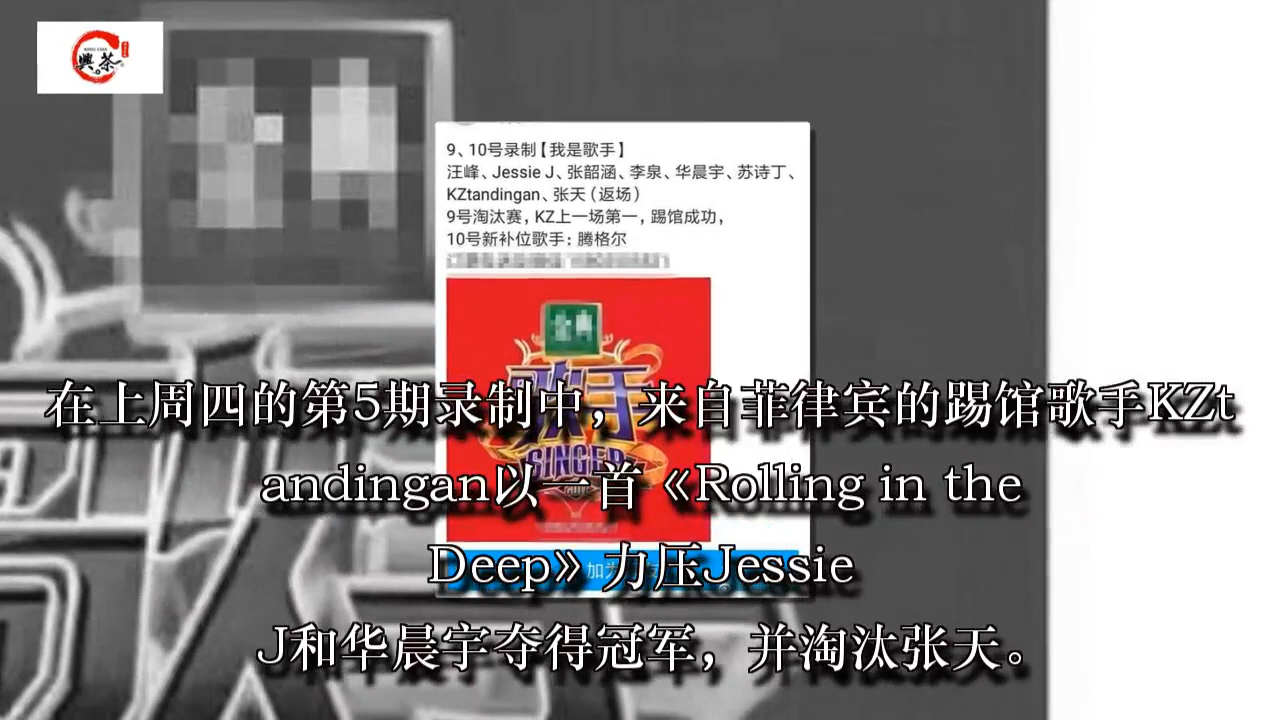 興茶
9、10号录制【我是歌手】
汪峰、Jessie J、张韶涵、李泉、华晨宇、苏诗丁、
KZtandingan、张天（返场）
9号淘汰赛，KZ上一场第一，踢馆成功，
10号新补位歌手：腾格尔
歌手
SINGER
在上周四的第5期录制中，来自菲律宾的踢馆歌手KZt
andingan以一首《Rolling in the
Deep》力压Jessie
J和华晨宇夺得冠军，并淘汰张天。